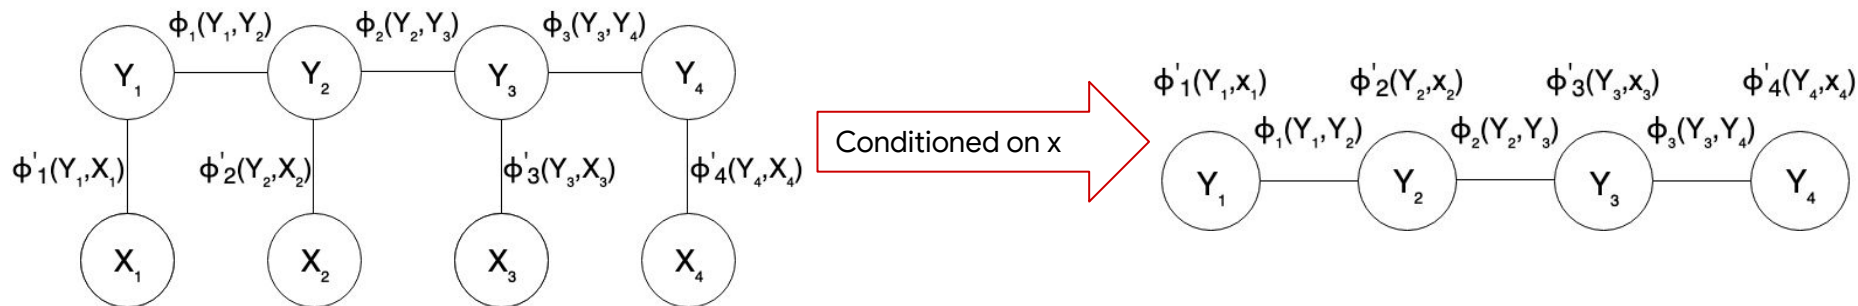 ϕ₁(Y₁,Y₂) ϕ₂(Y₂,Y₃) ϕ₃(Y₃,Y₄)
Y₁ Y₂ Y₃ Y₄
ϕ'₁(Y₁,X₁) ϕ'₂(Y₂,X₂) ϕ'₃(Y₃,X₃) ϕ'₄(Y₄,X₄)
X₁ X₂ X₃ X₄
Conditioned on x
ϕ'₁(Y₁,x₁) ϕ'₂(Y₂,x₂) ϕ'₃(Y₃,x₃) ϕ'₄(Y₄,x₄)
ϕ₁(Y₁,Y₂) ϕ₂(Y₂,Y₃) ϕ₃(Y₃,Y₄)
Y₁ Y₂ Y₃ Y₄